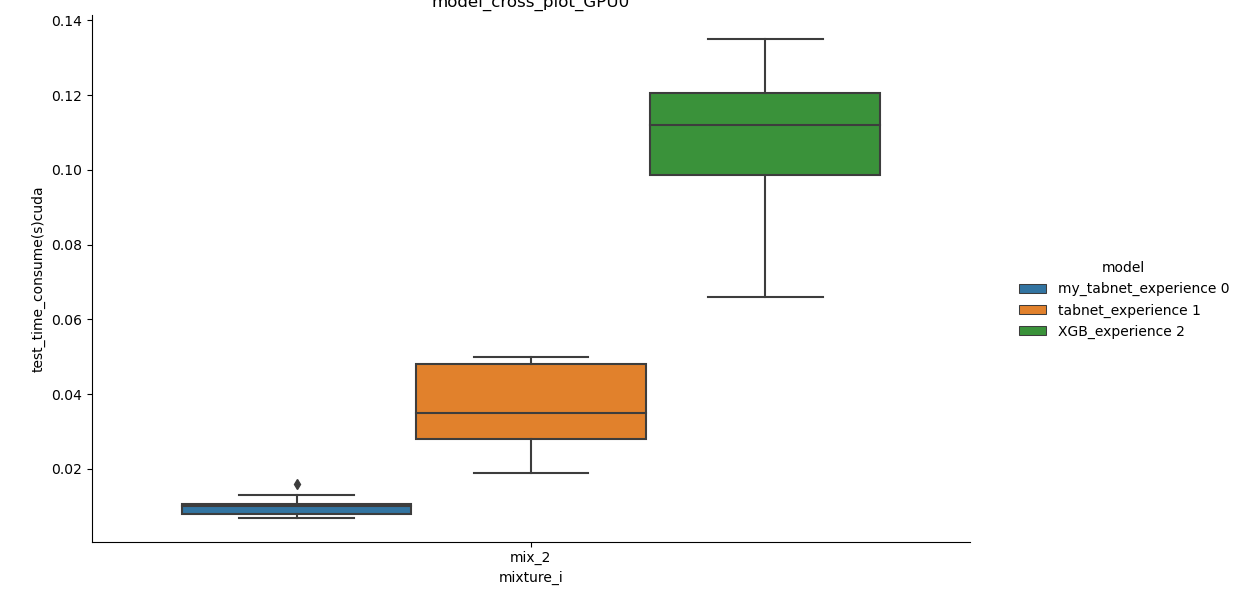 model_cross_plot_GPU0
0.14
0.12
0.10
0.08
0.06
0.04
0.02
test_time_consume(s)cuda
mix_2
mixture_i
model
my_tabnet_experience 0
tabnet_experience 1
XGB_experience 2